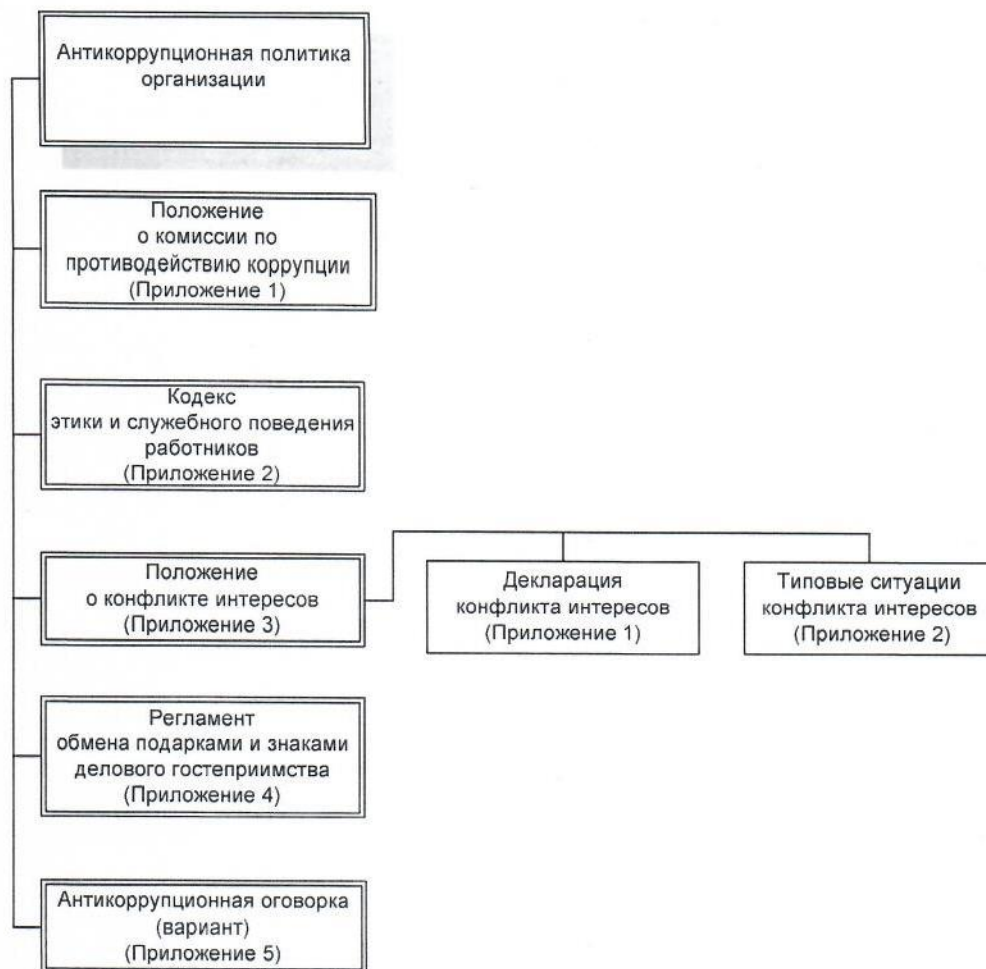 Антикоррупционная политика
организации
Положение
о комиссии по
противодействию коррупции
(Приложение 1)
Кодекс
этики и служебного поведения
работников
(Приложение 2)
Положение
о конфликте интересов
(Приложение 3)
Декларация
конфликта интересов
(Приложение 1)
Типовые ситуации
конфликта интересов
(Приложение 2)
Регламент
обмена подарками и знаками
делового гостеприимства
(Приложение 4)
Антикоррупционная оговорка
(вариант)
(Приложение 5)